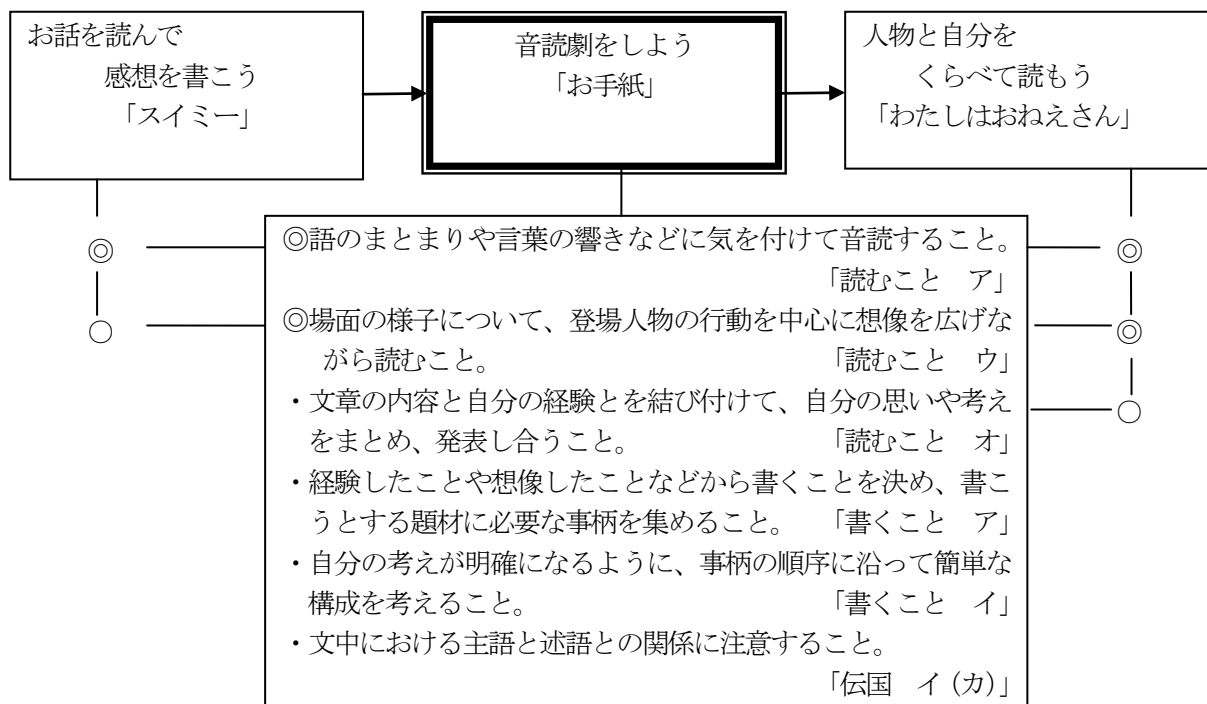 お話を読んで
感想を書こう
「スイミー」
音読劇をしよう
「お手紙」
人物と自分を
くらべて読もう
「わたしはおねえさん」
◎
○
◎語のまとまりや言葉の響きなどに気を付けて音読すること。
「読むこと　ア」
◎場面の様子について、登場人物の行動を中心に想像を広げな
がら読むこと。　「読むこと　ウ」
・文章の内容と自分の経験とを結び付けて、自分の思いや考え
をまとめ、発表し合うこと。　「読むこと　オ」
・経験したことや想像したことなどから書くことを決め、書こ
うとする題材に必要な事柄を集めること。　「書くこと　ア」
・自分の考えが明確になるように、事柄の順序に沿って簡単な
構成を考えること。　「書くこと　イ」
・文中における主語と述語との関係に注意すること。
「伝国　イ（カ）」
◎
◎
○